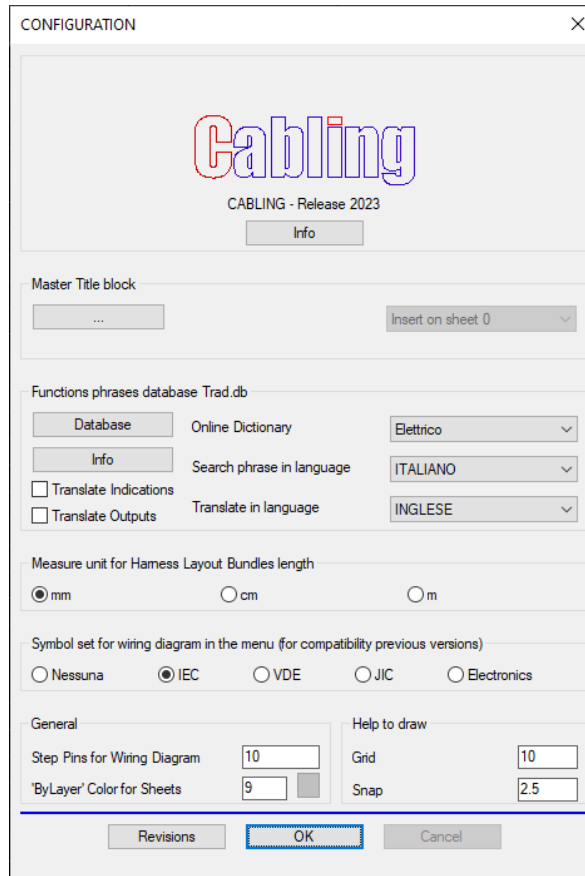 CONFIGURATION
Cabling
CABLING - Release 2023
Info
Master Title block
...
Insert on sheet 0
Functions phrases database Trad.db
Database
Online Dictionary
Elettrico
Info
Search phrase in language
ITALIANO
Translate Indications
Translate in language
INGLESE
Translate Outputs
Measure unit for Harness Layout Bundles length
mm cm m
Symbol set for wiring diagram in the menu (for compatibility previous versions)
Nessuna IEC VDE JIC Electronics
General
Step Pins for Wiring Diagram 10
'ByLayer' Color for Sheets 9
Help to draw
Grid 10
Snap 2.5
Revisions OK Cancel